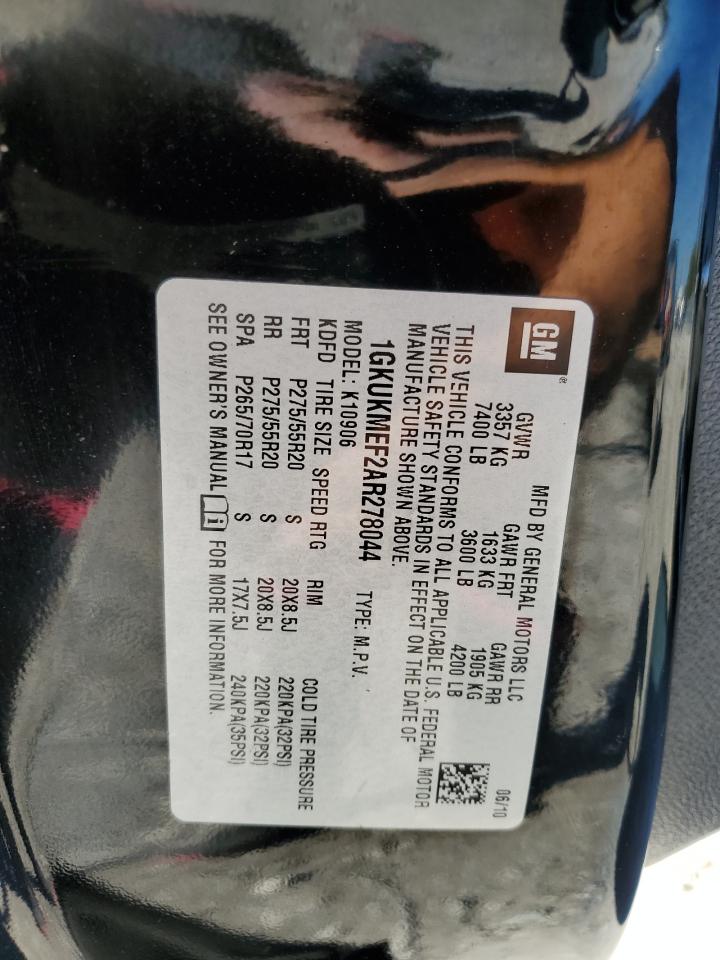 GM®
MFD BY GENERAL MOTORS LLC 06/10
GVWR GAWR FRT GAWR RR
3357 KG 1633 KG 1905 KG
7400 LB 3600 LB 4200 LB
THIS VEHICLE CONFORMS TO ALL APPLICABLE U.S. FEDERAL MOTOR
VEHICLE SAFETY STANDARDS IN EFFECT ON THE DATE OF
MANUFACTURE SHOWN ABOVE.
1GKUKMEF2AR278044 TYPE: M.P.V.
MODEL: K10906
KDFD TIRE SIZE SPEED RTG RIM COLD TIRE PRESSURE
FRT P275/55R20 S 20X8.5J 220KPA(32PSI)
RR P275/55R20 S 20X8.5J 220KPA(32PSI)
SPA P265/70R17 S 17X7.5J 240KPA(35PSI)
SEE OWNER'S MANUAL i FOR MORE INFORMATION.